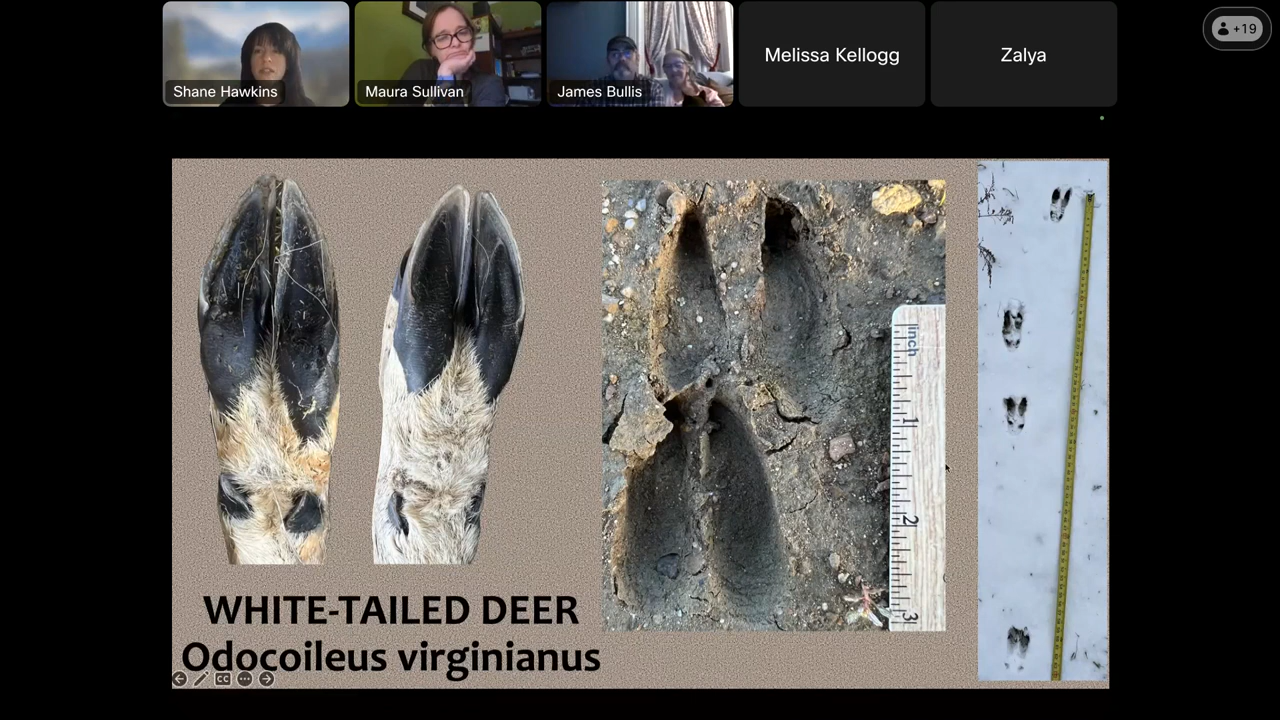 Shane Hawkins
Maura Sullivan
James Bullis
Melissa Kellogg
Zalya
+19
inch
1
2
3
WHITE-TAILED DEER
Odocoileus virginianus
CC